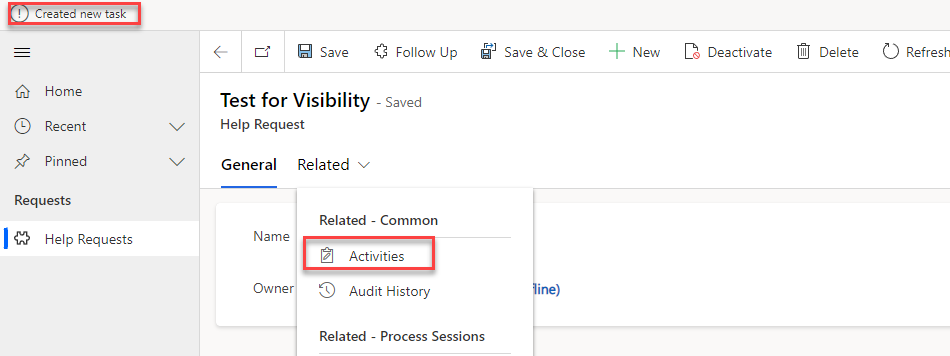 Created new task
Save
Follow Up
Save & Close
New
Deactivate
Delete
Refresh
Home
Recent
Pinned
Requests
Help Requests
Test for Visibility - Saved
Help Request
General
Related
Related - Common
Activities
Audit History
Related - Process Sessions
Name
Owner
fline)